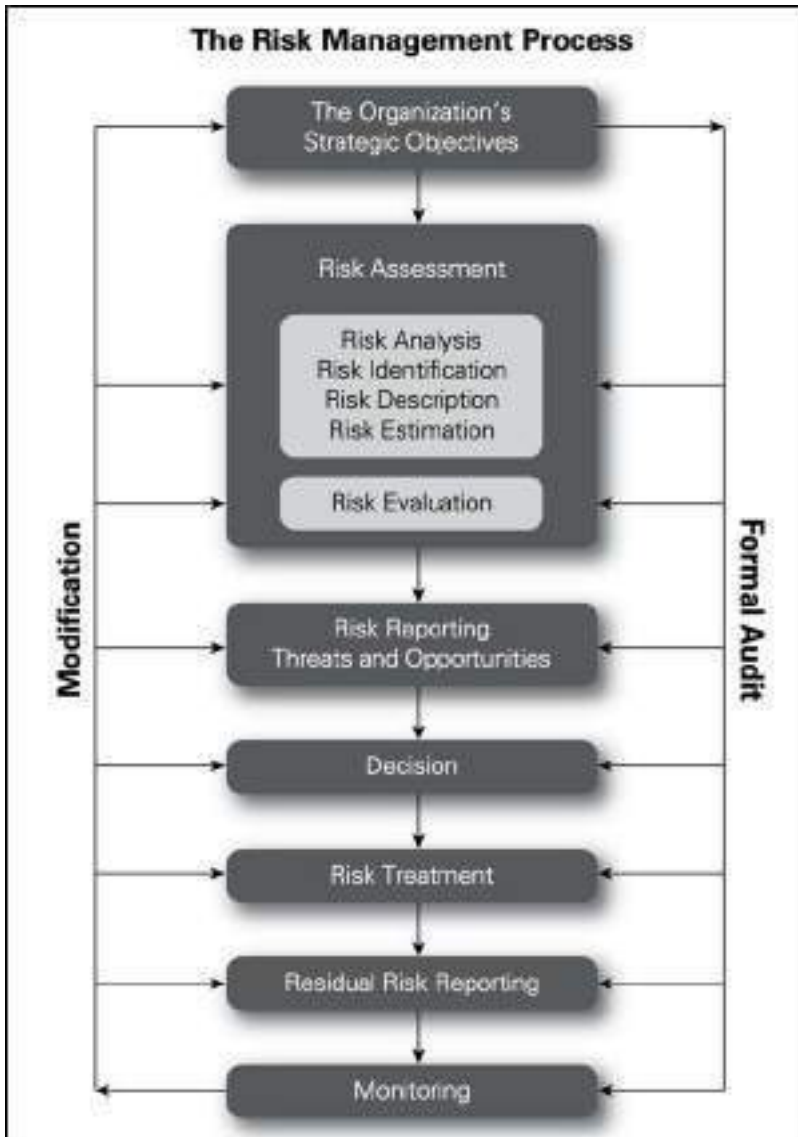 The Risk Management Process
The Organization's
Strategic Objectives
Risk Assessment
Risk Analysis
Risk Identification
Risk Description
Risk Estimation
Risk Evaluation
Modification
Formal Audit
Risk Reporting
Threats and Opportunities
Decision
Risk Treatment
Residual Risk Reporting
Monitoring